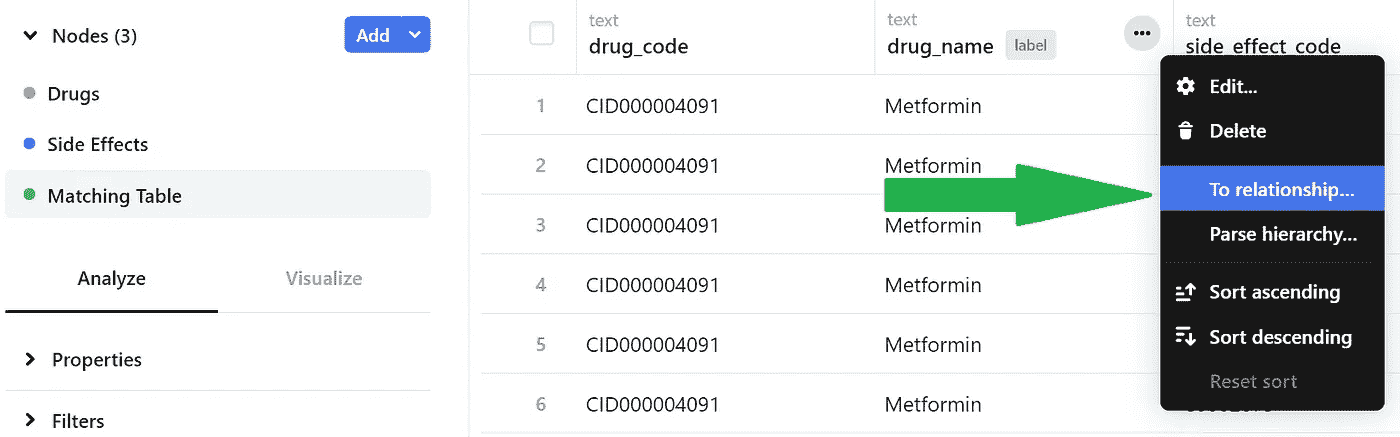 Nodes (3)
Add
Drugs
Side Effects
Matching Table
Analyze
Visualize
Properties
Filters
text
drug_code
text
drug_name label
text
side_effect_code
1 CID000004091 Metformin
2 CID000004091 Metformin
3 CID000004091 Metformin
4 CID000004091 Metformin
5 CID000004091 Metformin
6 CID000004091 Metformin
Edit...
Delete
To relationship...
Parse hierarchy...
Sort ascending
Sort descending
Reset sort